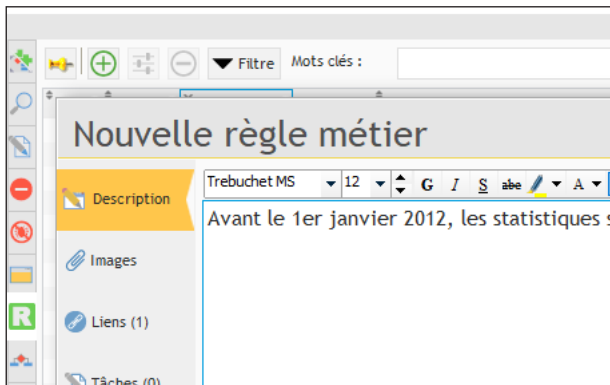 Filtre Mots clés :
Nouvelle règle métier
Trebuchet MS 12 G I S abc A
Description
Avant le 1er janvier 2012, les statistiques
Images
R
Liens (1)
Tâches (0)